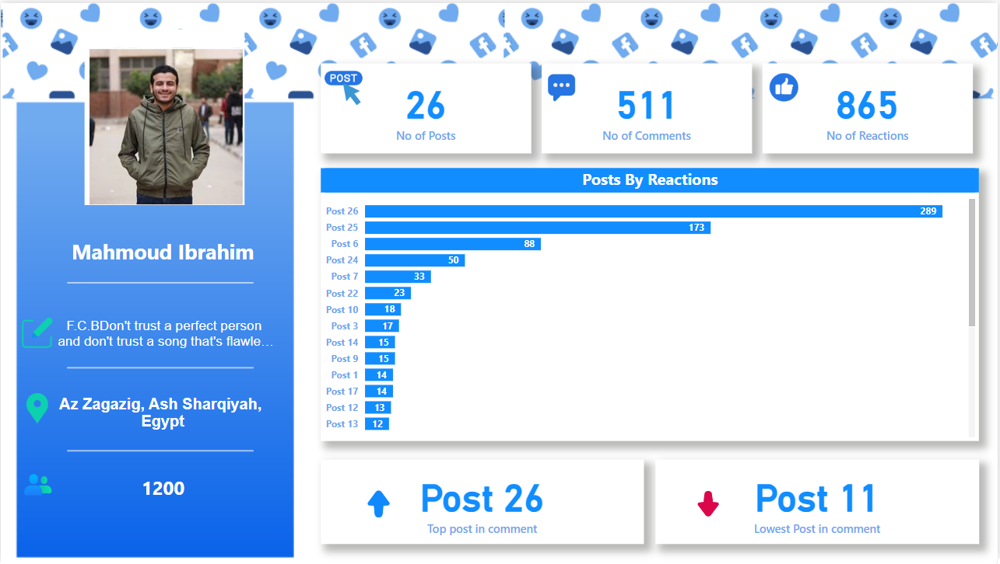 Mahmoud Ibrahim
F.C.BDon't trust a perfect person
and don't trust a song that's flawle…
Az Zagazig, Ash Sharqiyah,
Egypt
1200
POST
26
No of Posts
511
No of Comments
865
No of Reactions
Posts By Reactions
Post 26 289
Post 25 173
Post 6 88
Post 24 50
Post 7 33
Post 22 23
Post 10 18
Post 3 17
Post 14 15
Post 9 15
Post 1 14
Post 17 14
Post 12 13
Post 13 12
Post 26
Top post in comment
Post 11
Lowest Post in comment